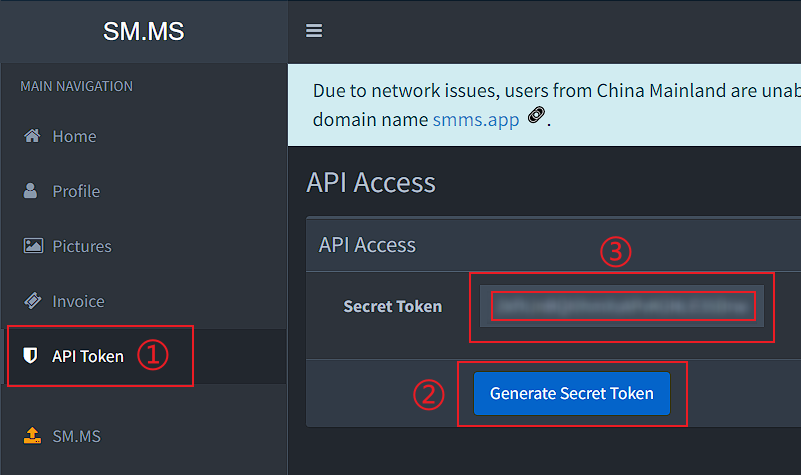 SM.MS
MAIN NAVIGATION
Home
Profile
Pictures
Invoice
API Token ①
SM.MS
Due to network issues, users from China Mainland are unab
domain name smms.app .
API Access
API Access
③
Secret Token
② Generate Secret Token